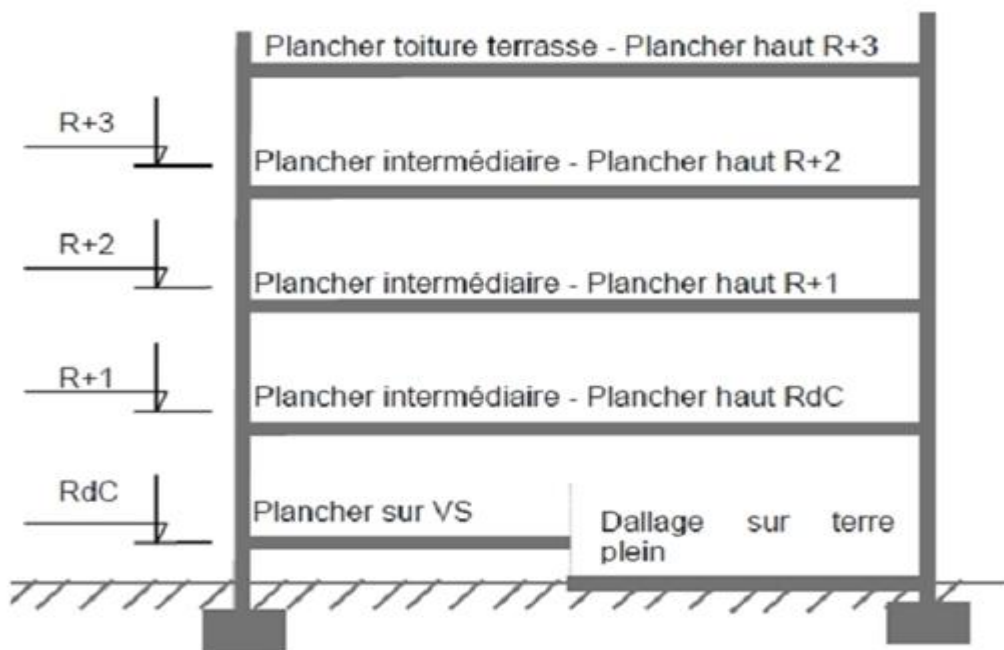 Plancher toiture terrasse - Plancher haut R+3
R+3
Plancher intermédiaire - Plancher haut R+2
R+2
Plancher intermédiaire - Plancher haut R+1
R+1
Plancher intermédiaire - Plancher haut RdC
RdC
Plancher sur VS
Dallage sur terre
plein